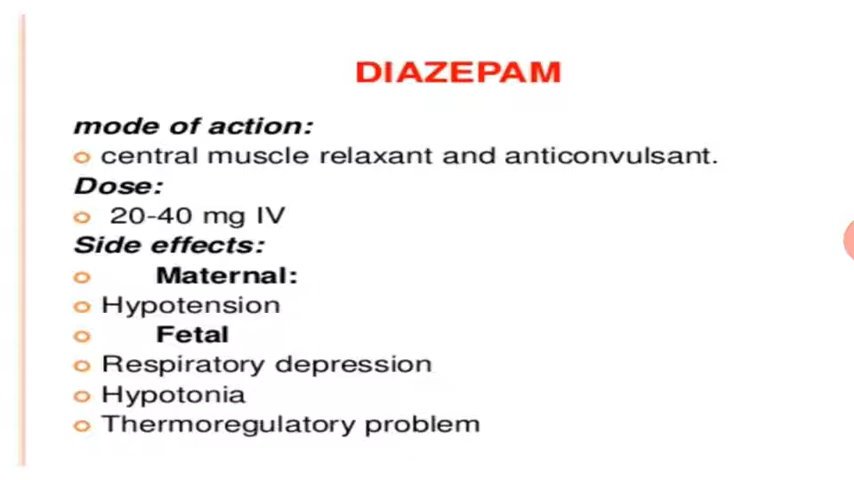 DIAZEPAM
mode of action:
central muscle relaxant and anticonvulsant.
Dose:
20-40 mg IV
Side effects:
Maternal:
Hypotension
Fetal
Respiratory depression
Hypotonia
Thermoregulatory problem